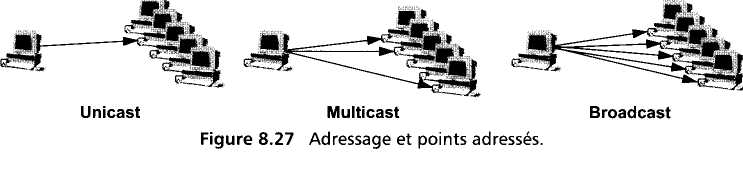 Unicast
Multicast
Broadcast
Figure 8.27 Adressage et points adressés.